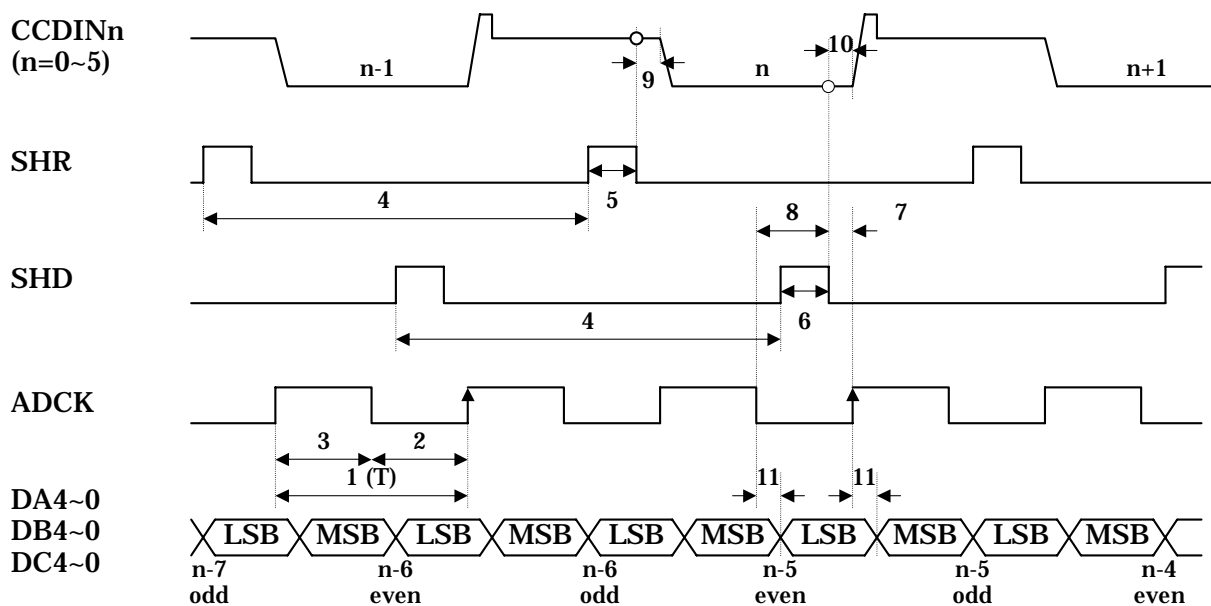 CCDINn
(n=0~5)
n-1
9
n
10
n+1
SHR
4
5
8
7
SHD
4
6
ADCK
3
2
1 (T)
11
11
DA4~0
DB4~0
DC4~0
LSB MSB LSB MSB LSB MSB LSB MSB LSB MSB
n-7 n-6 n-6 n-5 n-5 n-4
odd even odd even odd even